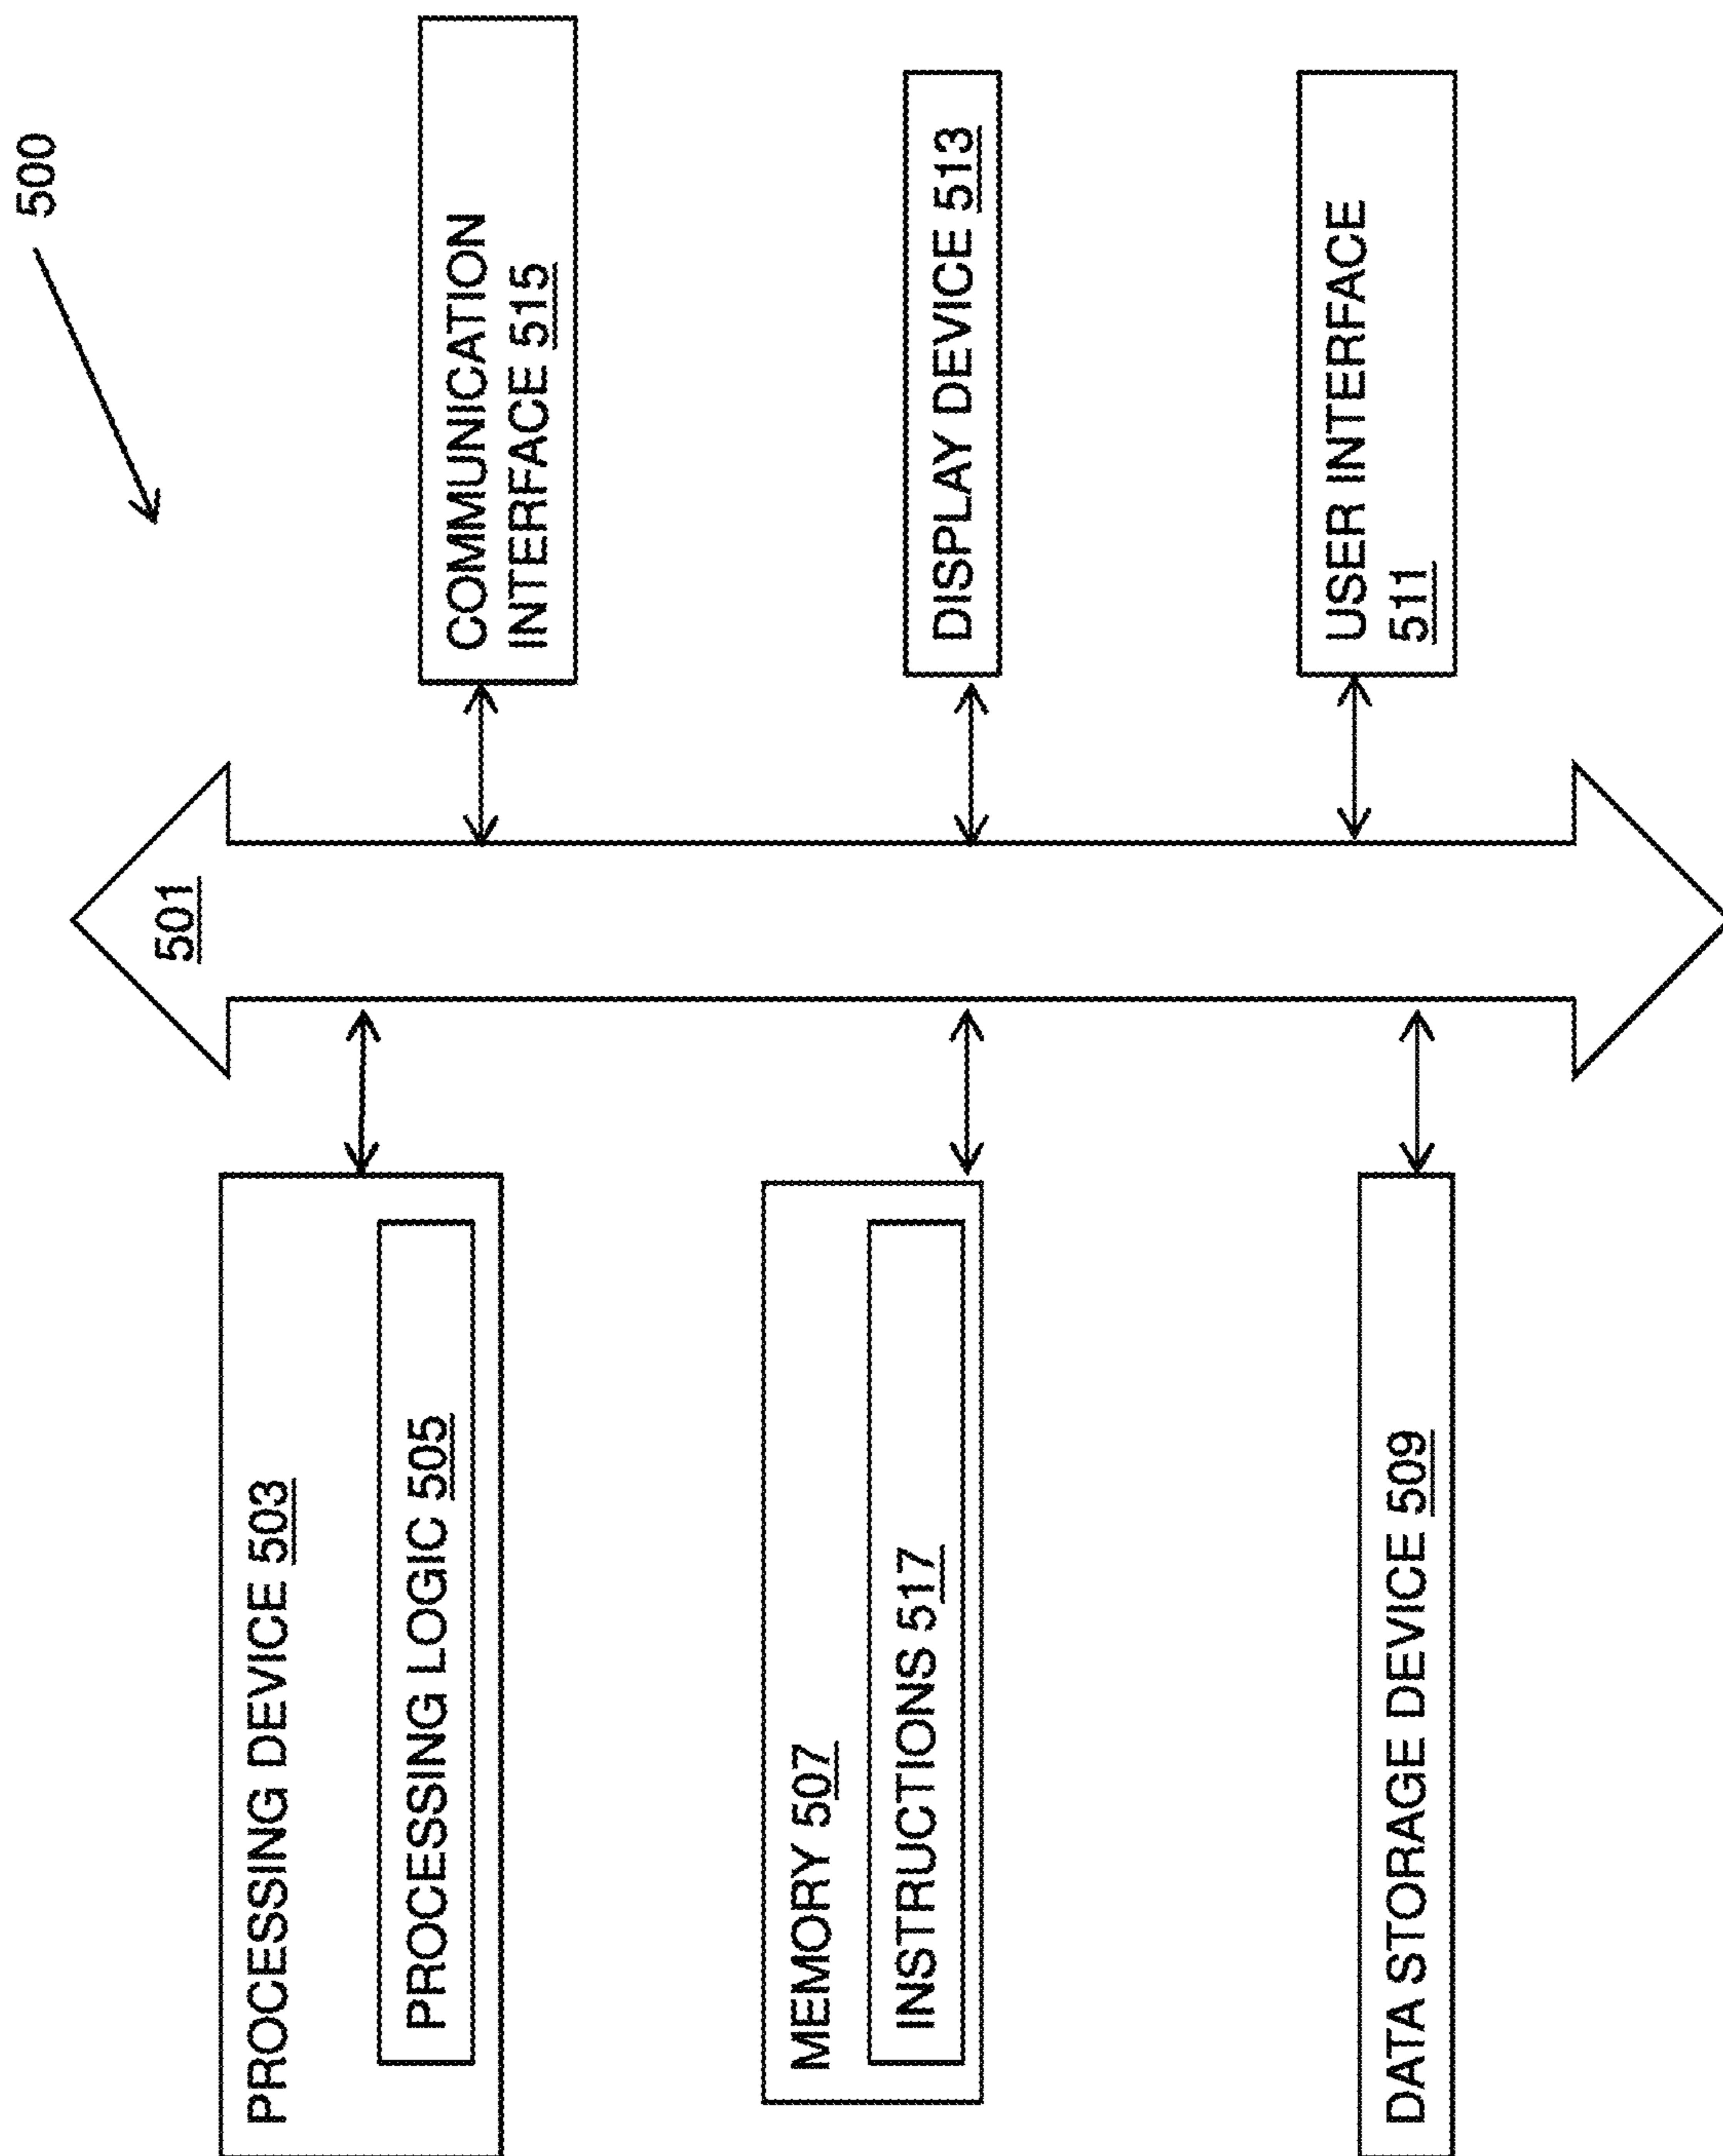 500
501
PROCESSING DEVICE 503
PROCESSING LOGIC 505
MEMORY 507
INSTRUCTIONS 517
DATA STORAGE DEVICE 509
COMMUNICATION
INTERFACE 515
DISPLAY DEVICE 513
USER INTERFACE
511